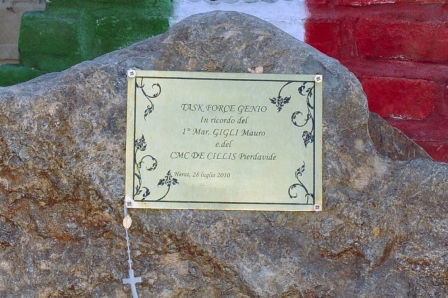 TASK FORCE GENIO
In ricordo del
1° Mar. GIGLI Mauro
e del
CMC DE CILLIS Pierdavide
Herat, 28 luglio 2010